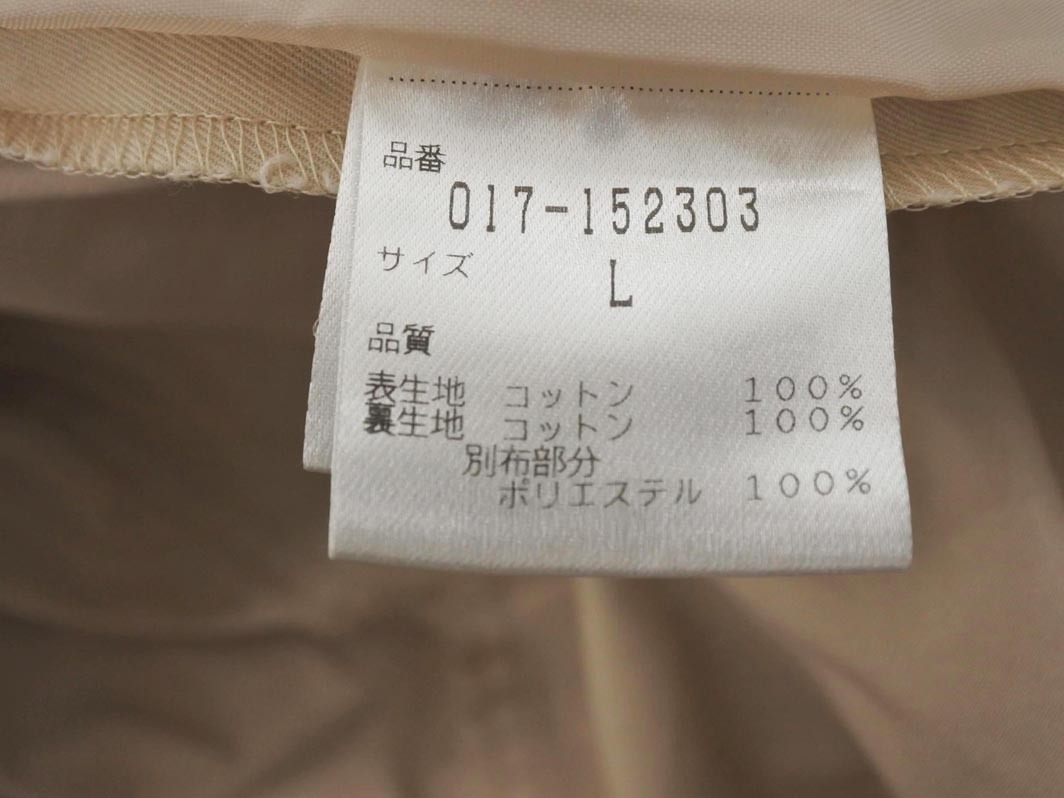 品番
017-152303
サイズ
L
品質
表生地 コットン 100%
裏生地 コットン 100%
別布部分
ポリエステル 100%